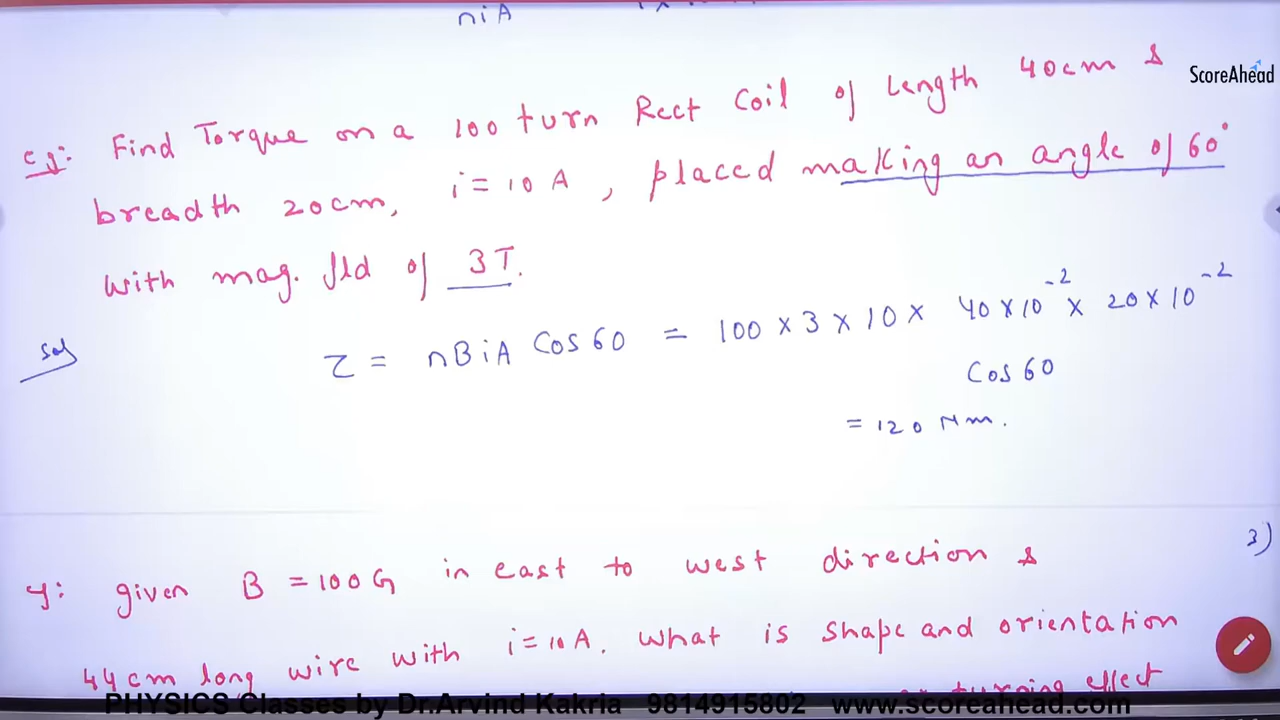 niA
ScoreAhead
eg: Find Torque on a 100 turn Rect Coil of length 40cm &
breadth 20cm, i = 10 A, placed making an angle of 60°
with mag. fld of 3T.
Sol τ = nBiA Cos 60 = 100 × 3 × 10 × 40 × 10⁻² × 20 × 10⁻²
Cos 60
= 120 Nm.
3)
given B = 100 G in east to west direction &
44cm long wire with i = 10 A. What is shape and orientation
turning effect
PHYSICS Classes by Dr.Arvind Kakria 9814915802 www.scoreahead.com